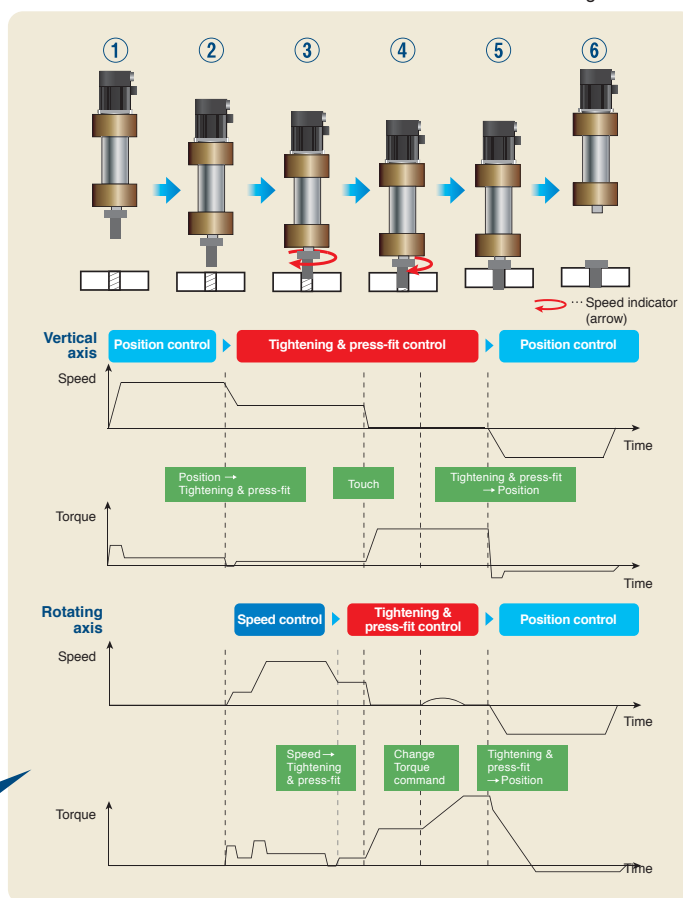 ① ② ③ ④ ⑤ ⑥
··· Speed indicator
(arrow)
Vertical
axis
Position control
Tightening & press-fit control
Position control
Speed
Time
Position →
Tightening & press-fit
Touch
Tightening & press-fit
→ Position
Torque
Time
Rotating
axis
Speed control
Tightening &
press-fit control
Position control
Speed
Time
Speed →
Tightening
& press-fit
Change
Torque
command
Tightening &
press-fit
→ Position
Torque
Time